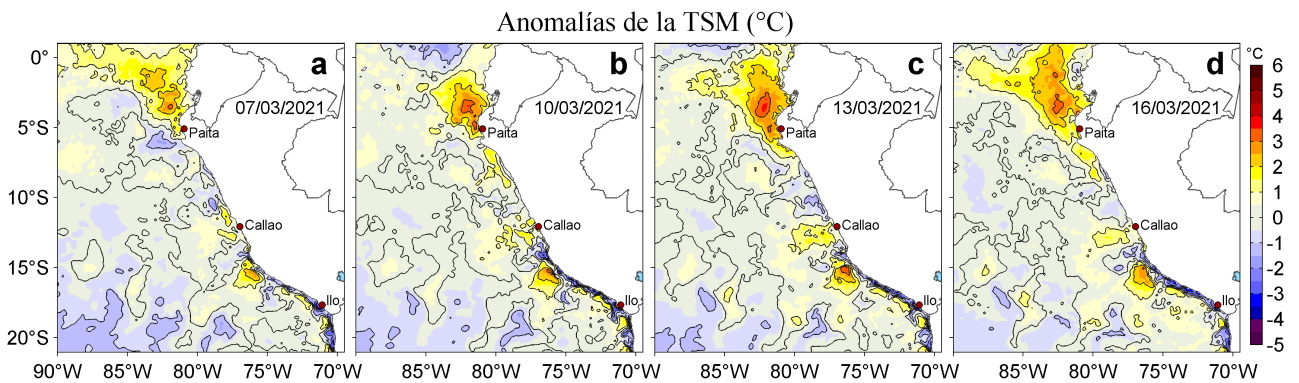 Anomalías de la TSM (°C)
a
07/03/2021
Paita
Callao
Ilo
0°
5°S
10°S
15°S
20°S
90°W 85°W 80°W 75°W 70°W
b
10/03/2021
Paita
Callao
Ilo
85°W 80°W 75°W 70°W
c
13/03/2021
Paita
Callao
Ilo
85°W 80°W 75°W 70°W
d
16/03/2021
Paita
Callao
Ilo
85°W 80°W 75°W 70°W
°C
6
5
4
3
2
1
0
-1
-2
-3
-4
-5